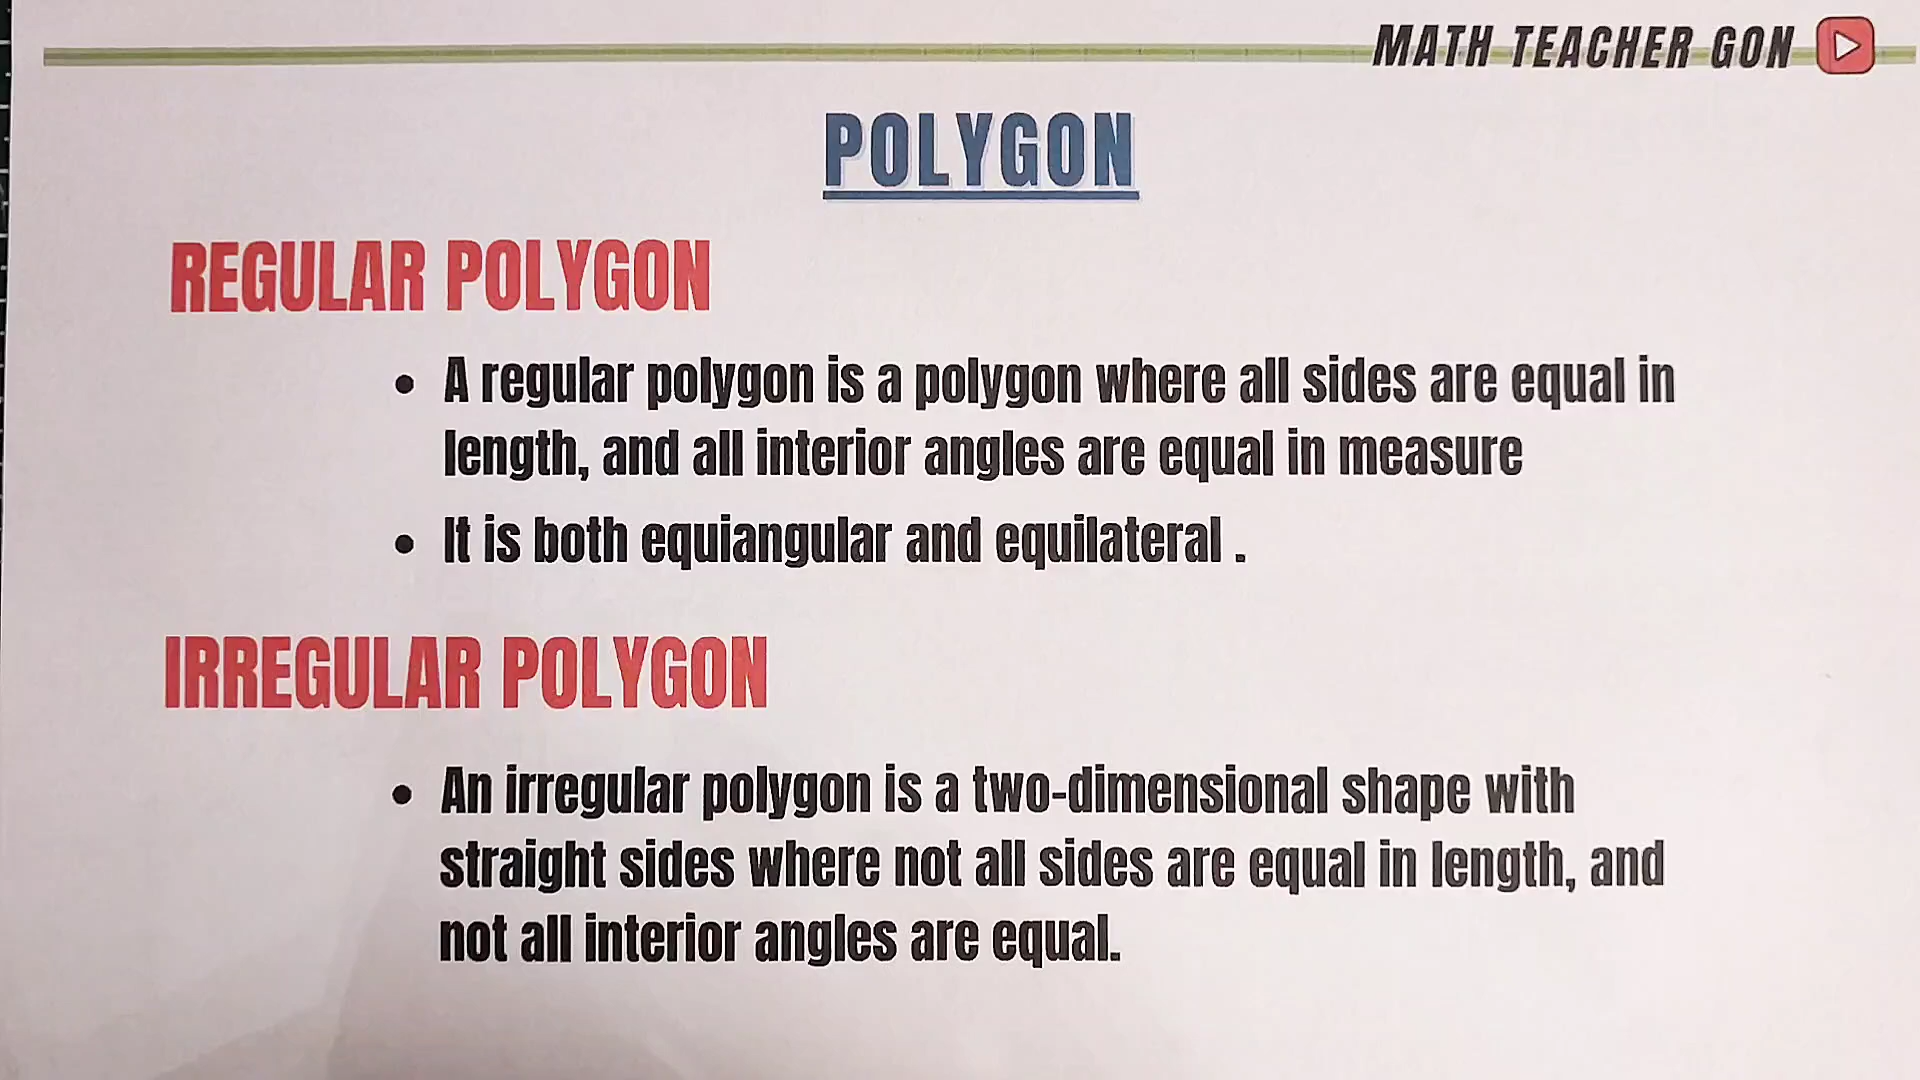 MATH TEACHER GON
POLYGON
REGULAR POLYGON
• A regular polygon is a polygon where all sides are equal in
length, and all interior angles are equal in measure
• It is both equiangular and equilateral .
IRREGULAR POLYGON
• An irregular polygon is a two-dimensional shape with
straight sides where not all sides are equal in length, and
not all interior angles are equal.